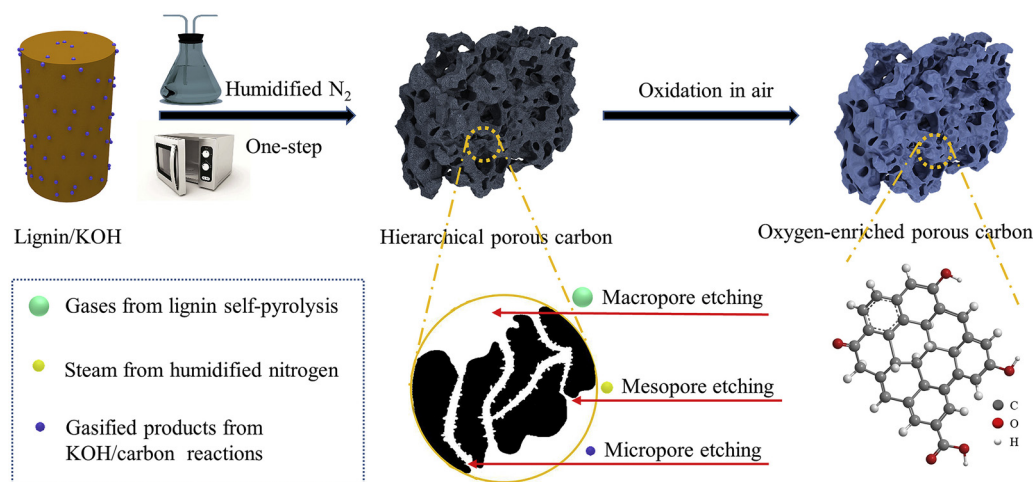 Humidified N₂
One-step
Oxidation in air
Lignin/KOH
Hierarchical porous carbon
Oxygen-enriched porous carbon
Gases from lignin self-pyrolysis
Steam from humidified nitrogen
Gasified products from
KOH/carbon reactions
Macropore etching
Mesopore etching
Micropore etching
C
O
H